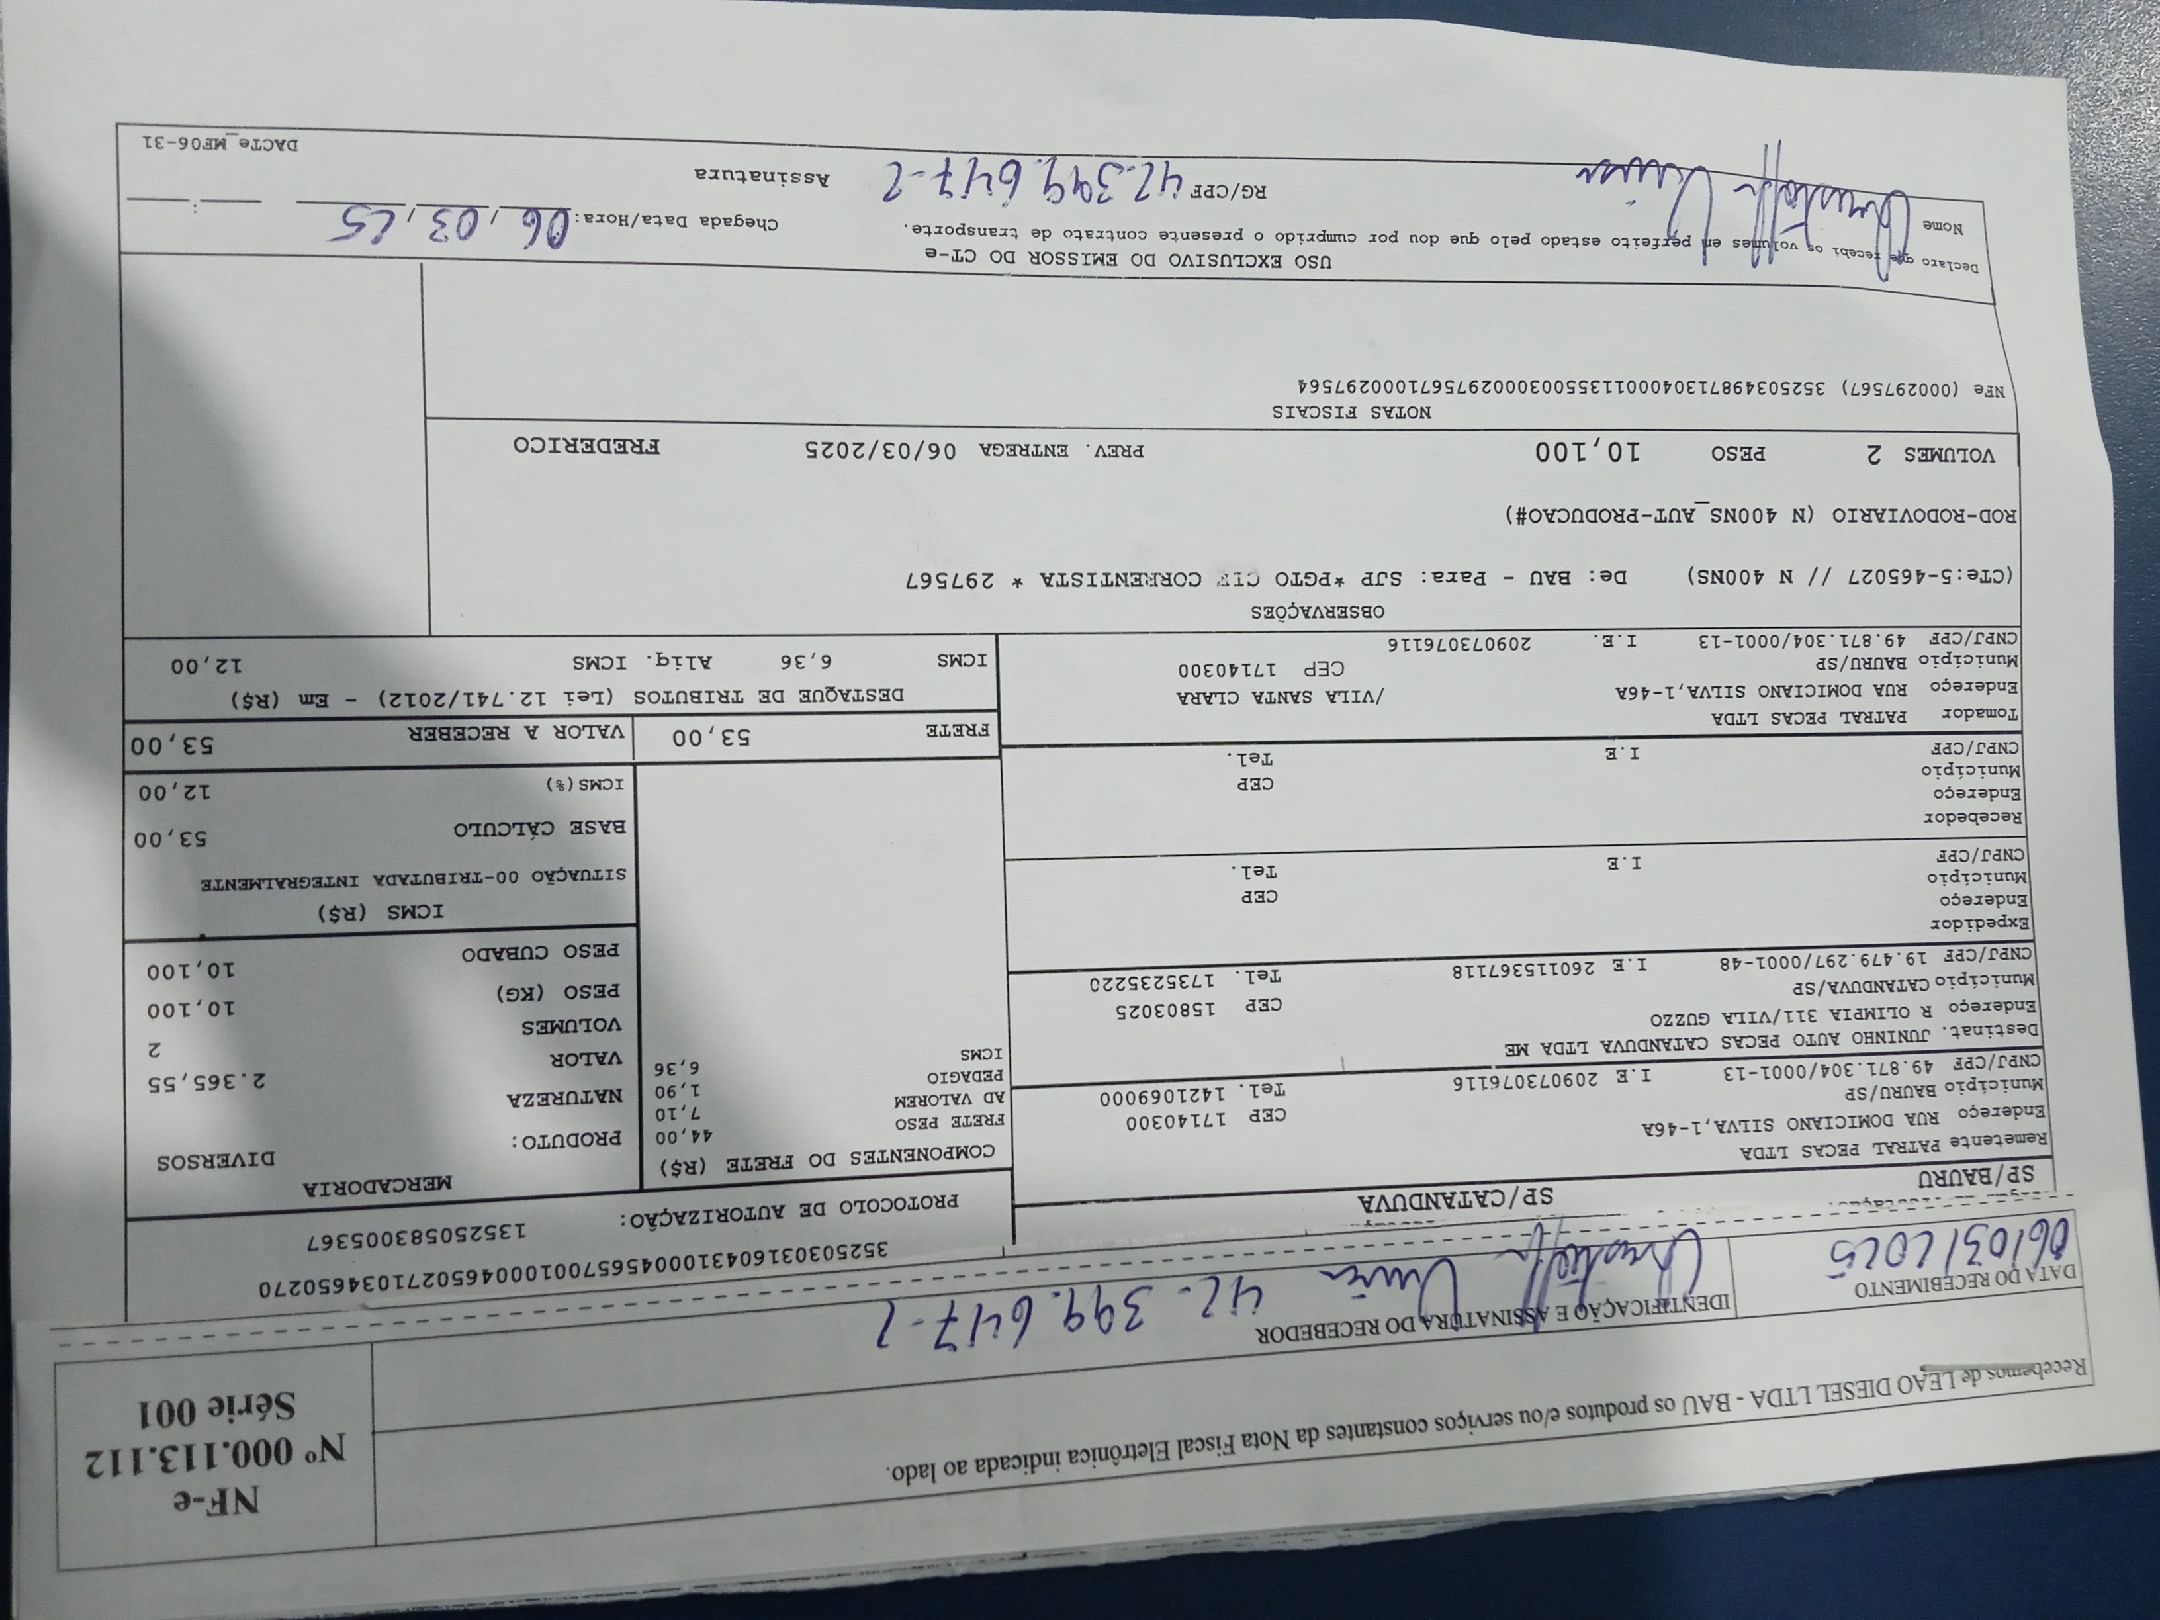 Recebemos de LEAO DIESEL LTDA - BAU os produtos e/ou serviços constantes da Nota Fiscal Eletrônica indicada ao lado.
NF-e
Nº 000.113.112
Série 001
DATA DO RECEBIMENTO
06/03/2025
IDENTIFICAÇÃO E ASSINATURA DO RECEBEDOR
42.399.647-2
SP/BAURU
SP/CATANDUVA
35250303160431000456570010004650271034650270
PROTOCOLO DE AUTORIZAÇÃO: 135250583005367
Remetente PATRAL PECAS LTDA
Endereço RUA DOMICIANO SILVA,1-46A CEP 17140300
Município BAURU/SP Tel. 1421069000
CNPJ/CPF 49.871.304/0001-13 I.E 209073076116
Destinat. JUNINHO AUTO PECAS CATANDUVA LTDA ME
Endereço R OLIMPIA 311/VILA GUZZO
Município CATANDUVA/SP CEP 15803025
CNPJ/CPF 19.479.297/0001-48 I.E 260115367118 Tel. 1735235220
Expedidor
Endereço
Município CEP
CNPJ/CPF I.E Tel.
Recebedor
Endereço
Município CEP
CNPJ/CPF I.E Tel.
Tomador PATRAL PECAS LTDA
Endereço RUA DOMICIANO SILVA,1-46A /VILA SANTA CLARA
Município BAURU/SP CEP 17140300
CNPJ/CPF 49.871.304/0001-13 I.E. 209073076116
COMPONENTES DO FRETE (R$)
FRETE PESO 44,00
AD VALOREM 7,10
PEDAGIO 1,90
ICMS 6,36
FRETE 53,00
MERCADORIA
PRODUTO: DIVERSOS
NATUREZA
VALOR 2.365,55
VOLUMES 2
PESO (KG) 10,100
PESO CUBADO 10,100
ICMS (R$)
SITUAÇÃO 00-TRIBUTADA INTEGRALMENTE
BASE CÁLCULO 53,00
ICMS(%) 12,00
VALOR A RECEBER 53,00
DESTAQUE DE TRIBUTOS (Lei 12.741/2012) - Em (R$)
ICMS 6,36 Aliq. ICMS 12,00
OBSERVAÇÕES
(CTe:5-465027 // N 400NS) De: BAU - Para: SJP *PGTO CIF CORRENTISTA * 297567
ROD-RODOVIARIO (N 400NS_AUT-PRODUCAO#)
VOLUMES 2 PESO 10,100 PREV. ENTREGA 06/03/2025 FREDERICO
NOTAS FISCAIS
NFe (000297567) 35250349871304000113550030002975671000297564
USO EXCLUSIVO DO EMISSOR DO CT-e
Declaro que recebi os volumes em perfeito estado pelo que dou por cumprido o presente contrato de transporte.
Nome
RG/CPF 42.399.647-2
Chegada Data/Hora: 06/03/25 __:__
Assinatura
DACTe_MF06-31